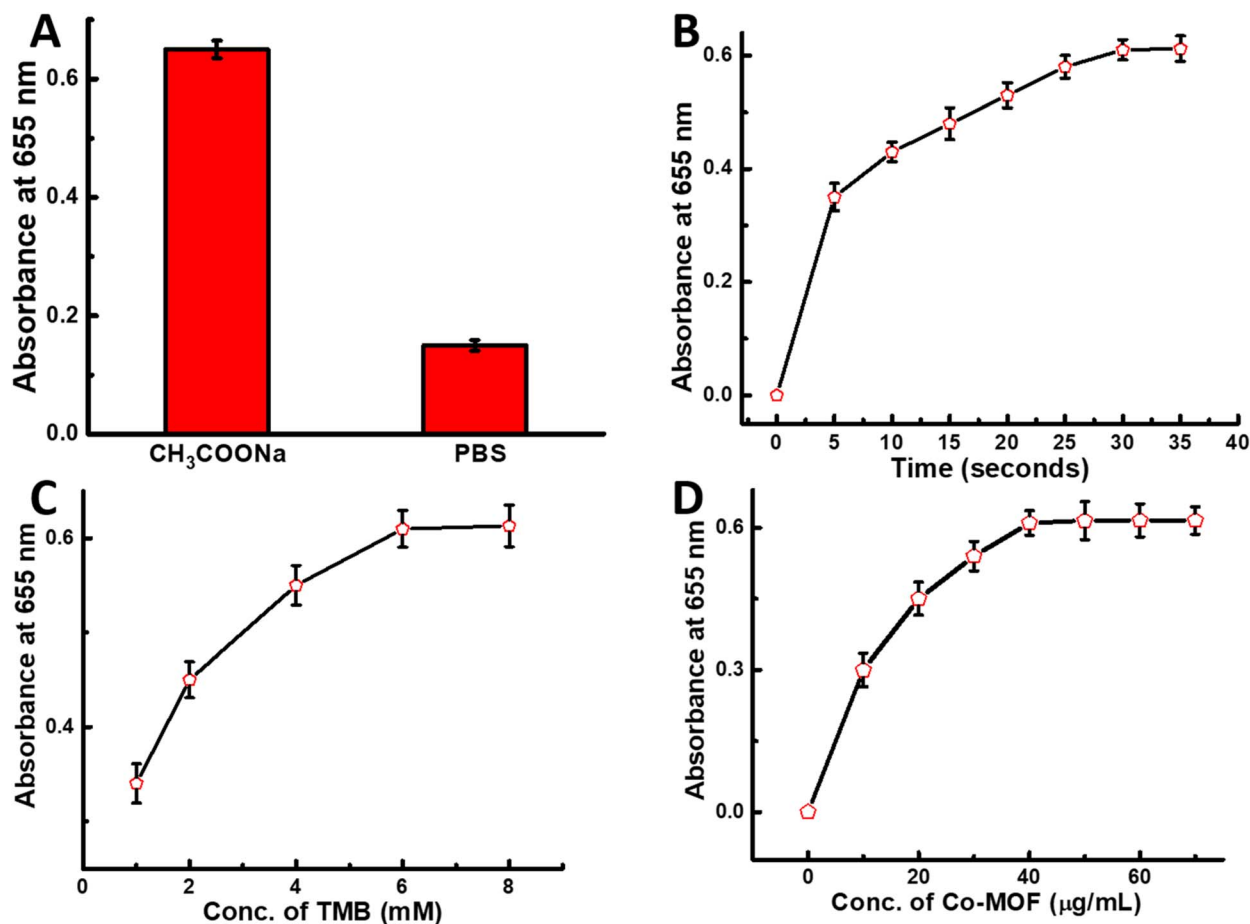 A
Absorbance at 655 nm
0.6
0.4
0.2
0.0
CH₃COONa PBS
B
Absorbance at 655 nm
0.6
0.4
0.2
0.0
0 5 10 15 20 25 30 35 40
Time (seconds)
C
Absorbance at 655 nm
0.6
0.4
0 2 4 6 8
Conc. of TMB (mM)
D
Absorbance at 655 nm
0.6
0.3
0.0
0 20 40 60
Conc. of Co-MOF (μg/mL)